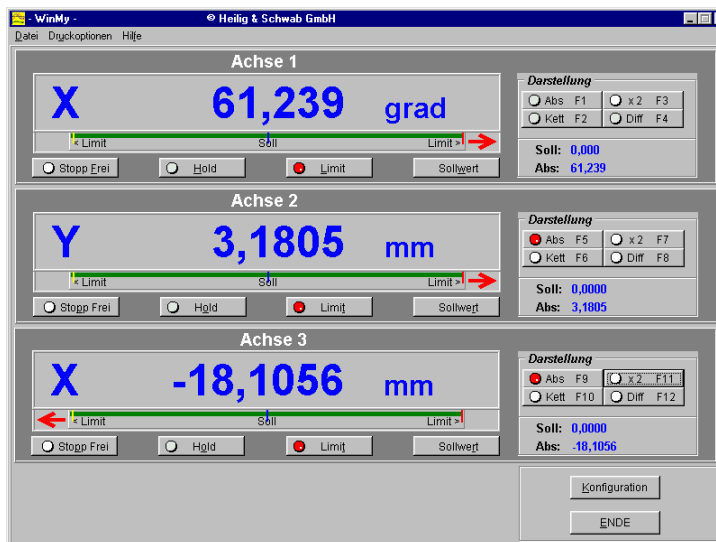 - WinMy - © Heilig & Schwab GmbH
Datei Druckoptionen Hilfe
Achse 1
X 61,239 grad
< Limit Soll Limit >
Stopp Frei Hold Limit Sollwert
Darstellung
Abs F1 x 2 F3
Kett F2 Diff F4
Soll: 0,000
Abs: 61,239
Achse 2
Y 3,1805 mm
< Limit Soll Limit >
Stopp Frei Hold Limit Sollwert
Darstellung
Abs F5 x 2 F7
Kett F6 Diff F8
Soll: 0,0000
Abs: 3,1805
Achse 3
X -18,1056 mm
< Limit Soll Limit >
Stopp Frei Hold Limit Sollwert
Darstellung
Abs F9 x 2 F11
Kett F10 Diff F12
Soll: 0,0000
Abs: -18,1056
Konfiguration
ENDE